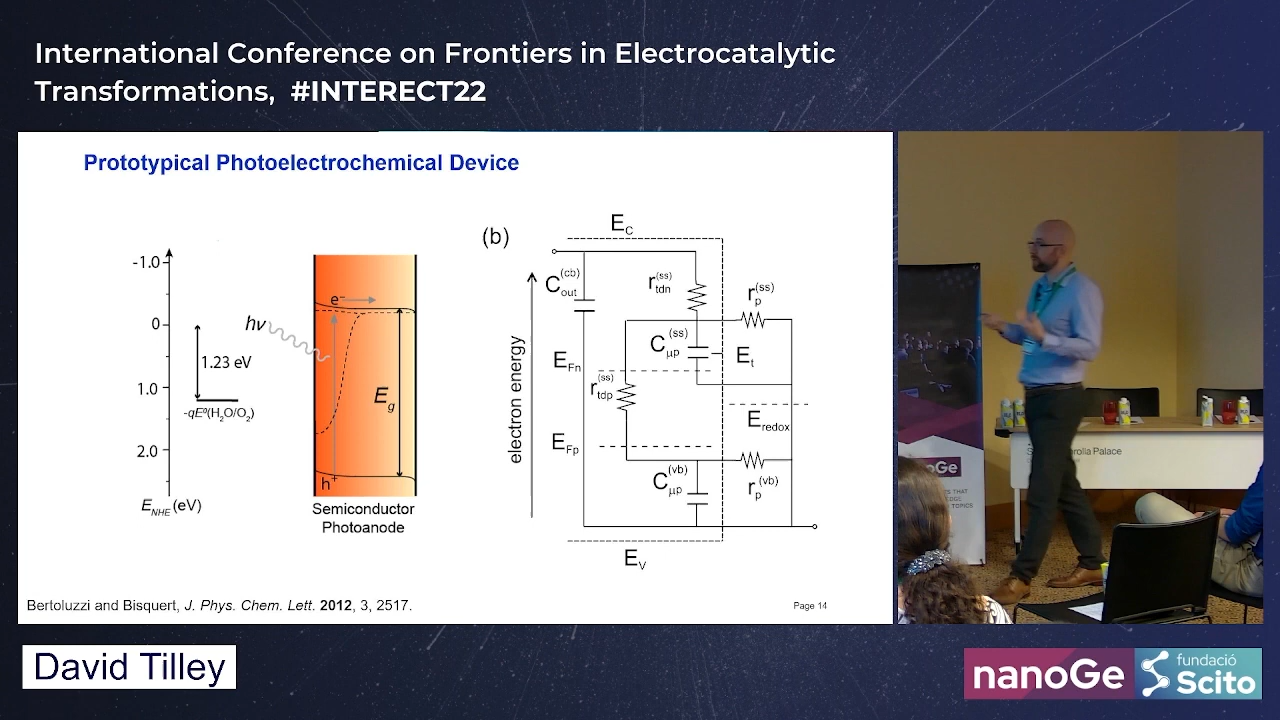 International Conference on Frontiers in Electrocatalytic
Transformations, #INTERECT22
Prototypical Photoelectrochemical Device
-1.0
0
1.0
2.0
1.23 eV
-qE⁰(H₂O/O₂)
E_NHE (eV)
hν
e⁻
E_g
h⁺
Semiconductor
Photoanode
(b)
electron energy
E_C
C_out^(cb)
r_tdn^(ss)
r_p^(ss)
C_μp^(ss)
E_t
E_Fn
r_tdp^(ss)
E_redox
E_Fp
C_μp^(vb)
r_p^(vb)
E_V
Bertoluzzi and Bisquert, J. Phys. Chem. Lett. 2012, 3, 2517.
Page 14
Palace
David Tilley
nanoGe
fundació
Scito